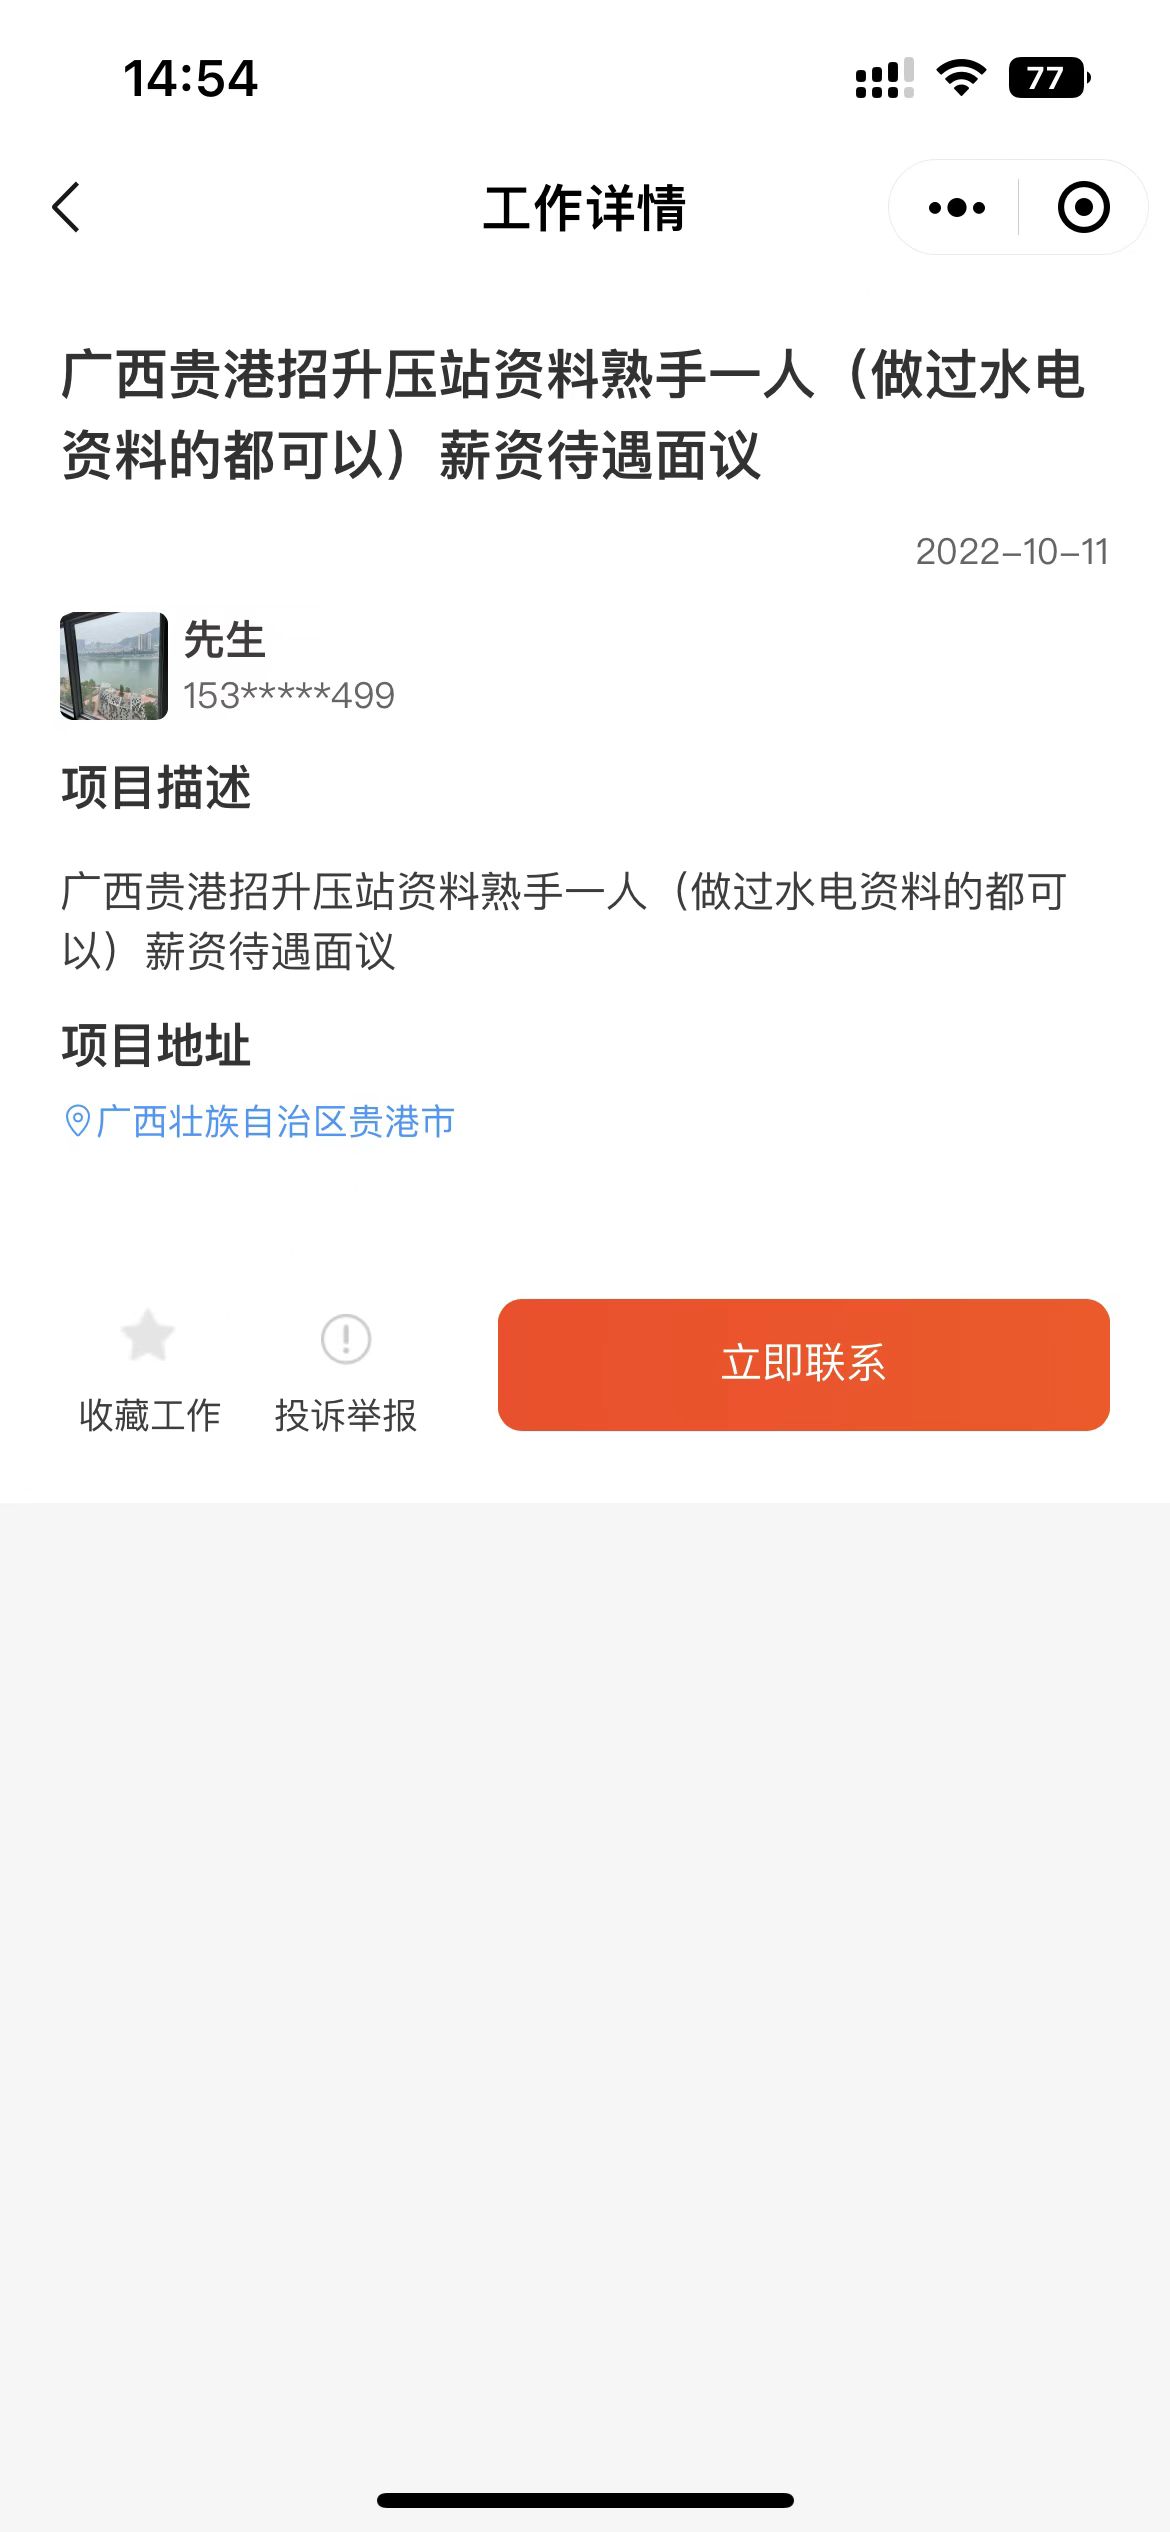 14:54
77
工作详情
广西贵港招升压站资料熟手一人（做过水电
资料的都可以）薪资待遇面议
2022-10-11
先生
153*****499
项目描述
广西贵港招升压站资料熟手一人（做过水电资料的都可
以）薪资待遇面议
项目地址
广西壮族自治区贵港市
收藏工作
投诉举报
立即联系